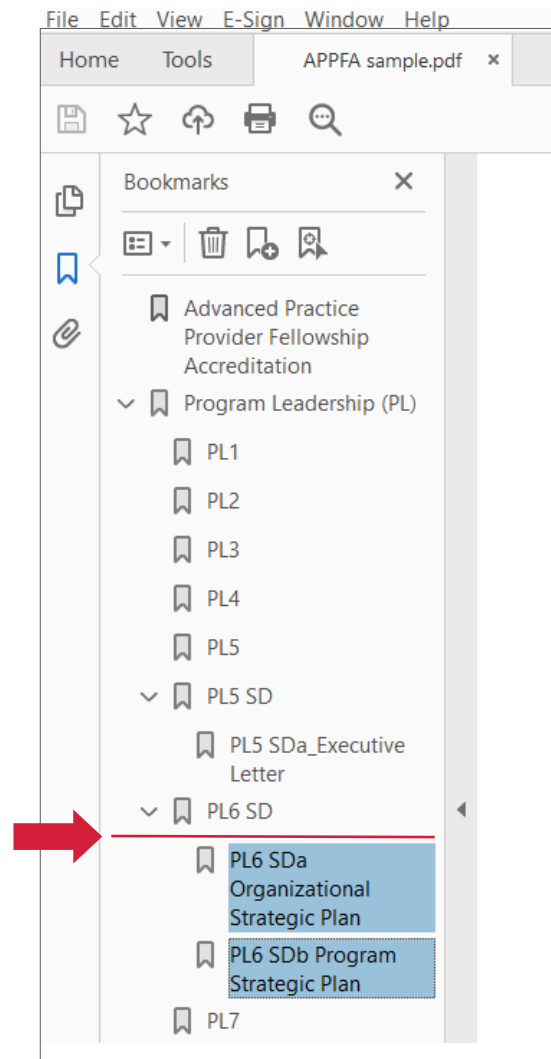 File Edit View E-Sign Window Help
Home Tools APPFA sample.pdf ×
Bookmarks
Advanced Practice
Provider Fellowship
Accreditation
Program Leadership (PL)
PL1
PL2
PL3
PL4
PL5
PL5 SD
PL5 SDa_Executive
Letter
PL6 SD
PL6 SDa
Organizational
Strategic Plan
PL6 SDb Program
Strategic Plan
PL7